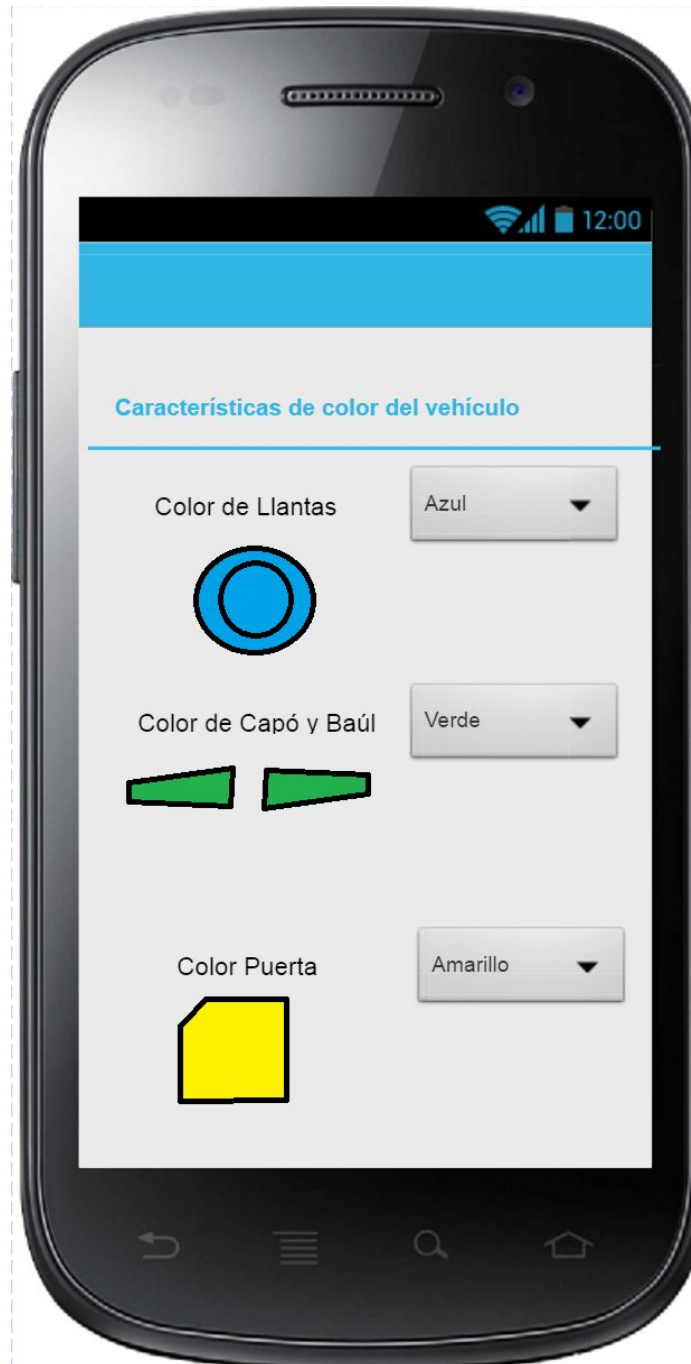 12:00
Características de color del vehículo
Color de Llantas
Azul
Color de Capó y Baúl
Verde
Color Puerta
Amarillo